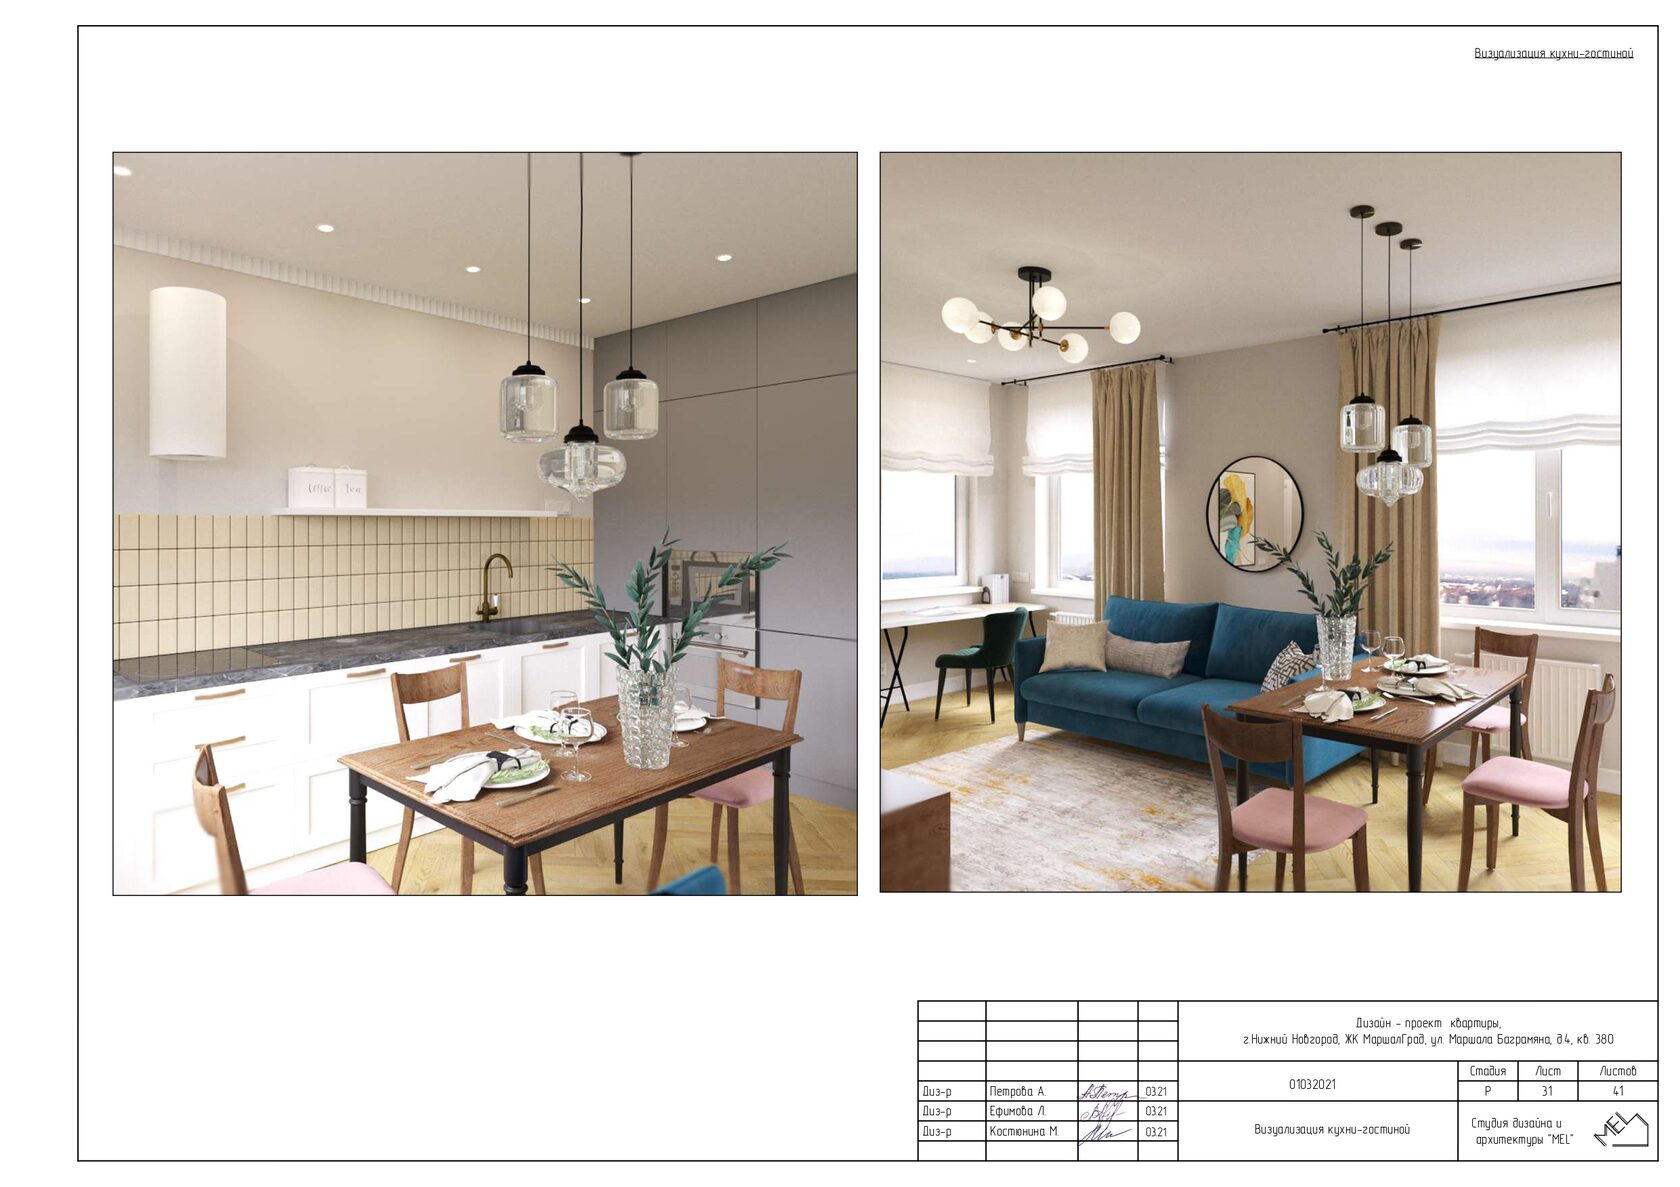 Визуализация кухни-гостиной
Coffee Tea
Дизайн - проект квартиры,
г.Нижний Новгород, ЖК МаршалГрад, ул. Маршала Баграмяна, д.4, кв. 380
01032021
Стадия Лист Листов
Р 31 41
Диз-р Петрова А. 03.21
Диз-р Ефимова Л. 03.21
Диз-р Костюнина М. 03.21
Визуализация кухни-гостиной
Студия дизайна и
архитектуры "MEL"
MEL